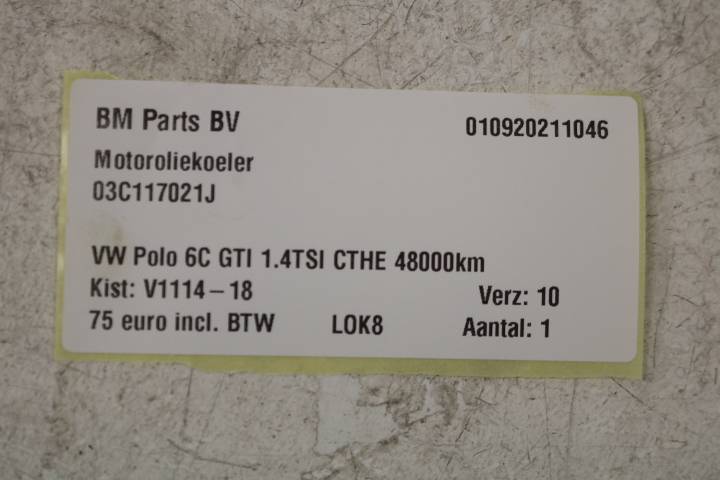 BM Parts BV 010920211046
Motoroliekoeler
03C117021J
VW Polo 6C GTI 1.4TSI CTHE 48000km
Kist: V1114-18 Verz: 10
75 euro incl. BTW LOK8 Aantal: 1